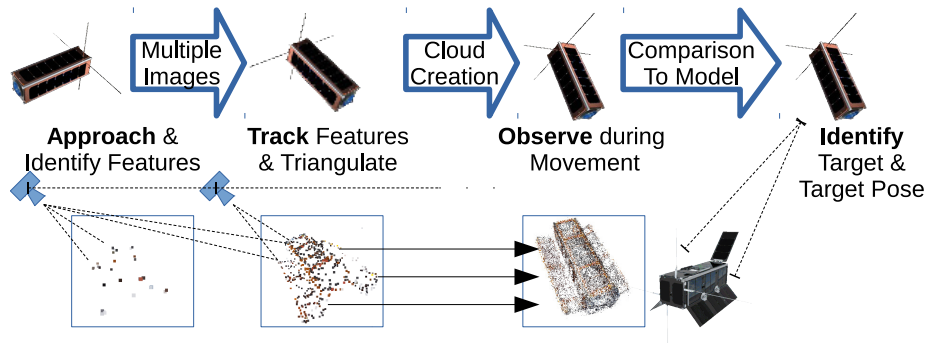 Multiple
Images
Cloud
Creation
Comparison
To Model
Approach &
Identify Features
Track Features
& Triangulate
Observe during
Movement
Identify
Target &
Target Pose